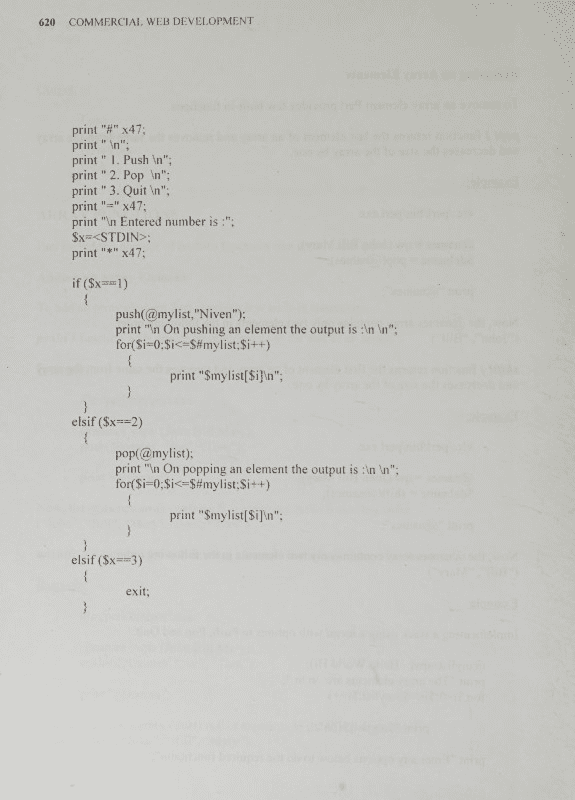 620 COMMERCIAL WEB DEVELOPMENT
print "#" x47;
print " \n";
print " 1. Push \n";
print " 2. Pop \n";
print " 3. Quit \n";
print "=" x47;
print "\n Entered number is :";
$x=<STDIN>;
print "*" x47;
if ($x==1)
{
push(@mylist,"Niven");
print "\n On pushing an element the output is :\n \n";
for($i=0;$i<=$#mylist;$i++)
{
print "$mylist[$i]\n";
}
}
elsif ($x==2)
{
pop(@mylist);
print "\n On popping an element the output is :\n \n";
for($i=0;$i<=$#mylist;$i++)
{
print "$mylist[$i]\n";
}
}
elsif ($x==3)
{
exit;
}